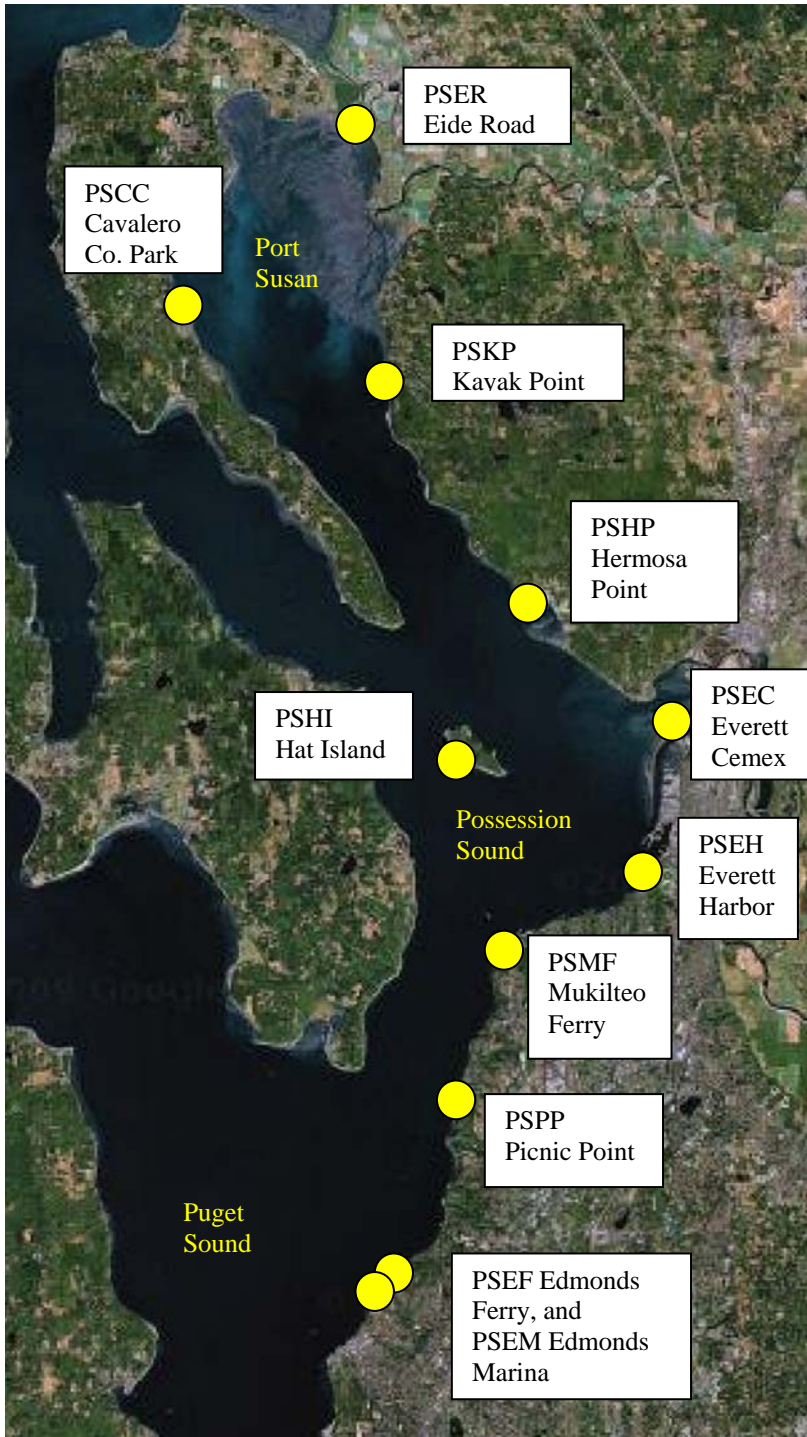 PSER
Eide Road
PSCC
Cavalero
Co. Park
Port
Susan
PSKP
Kavak Point
PSHP
Hermosa
Point
PSHI
Hat Island
PSEC
Everett
Cemex
Possession
Sound
PSEH
Everett
Harbor
PSMF
Mukilteo
Ferry
PSPP
Picnic Point
Puget
Sound
PSEF Edmonds
Ferry, and
PSEM Edmonds
Marina